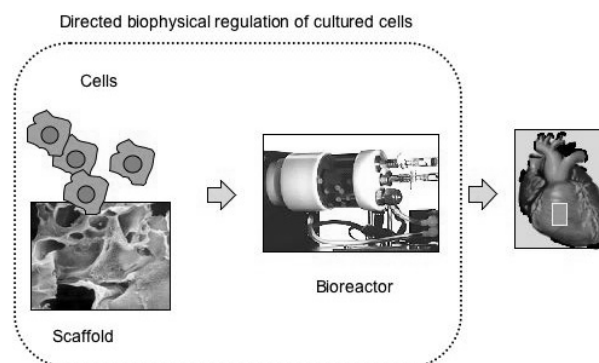 Directed biophysical regulation of cultured cells
Cells
Bioreactor
Scaffold